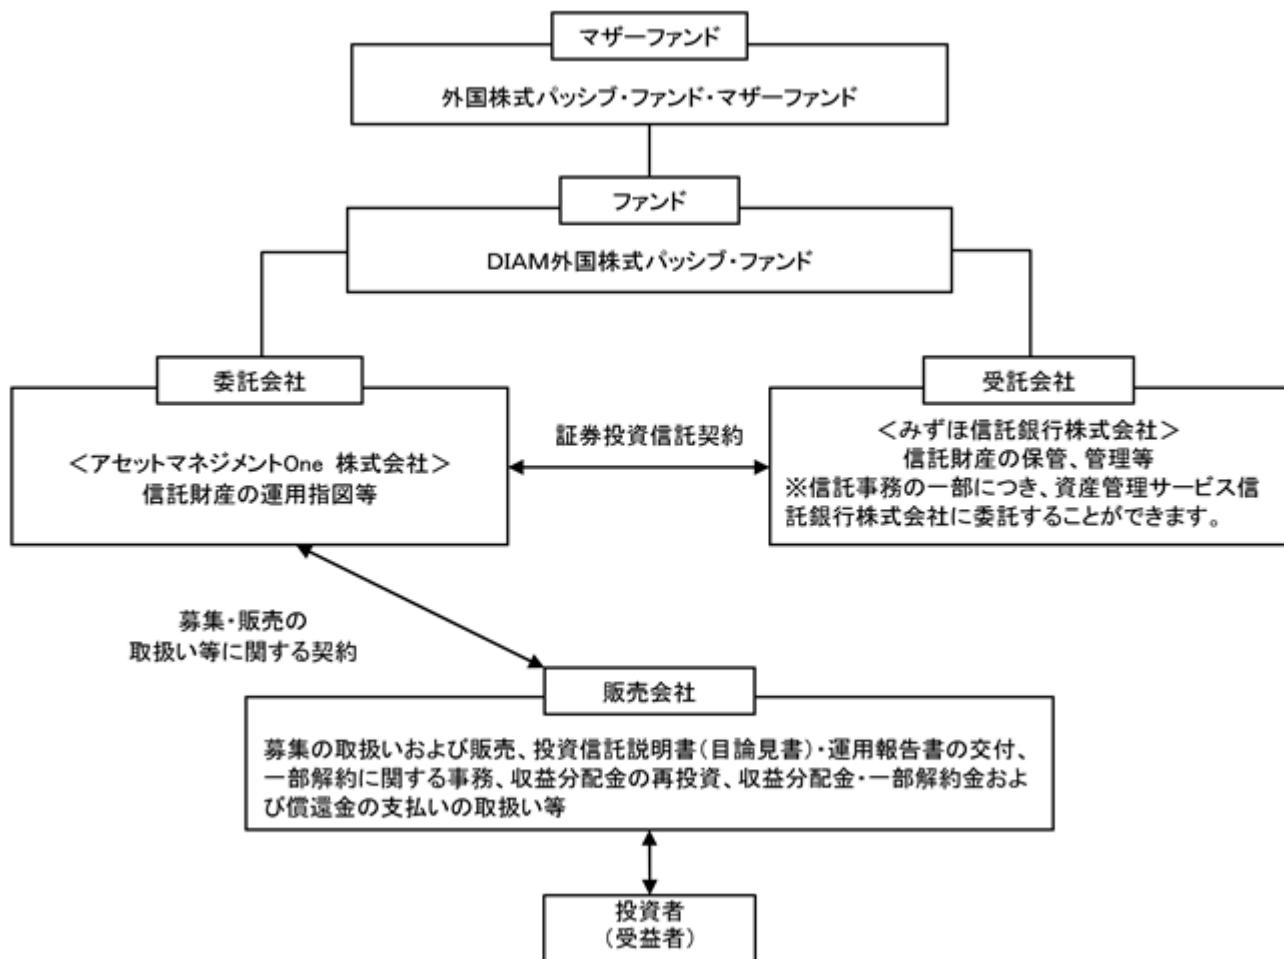 マザーファンド
外国株式パッシブ・ファンド・マザーファンド
ファンド
DIAM外国株式パッシブ・ファンド
委託会社
＜アセットマネジメントOne 株式会社＞
信託財産の運用指図等
証券投資信託契約
受託会社
＜みずほ信託銀行株式会社＞
信託財産の保管、管理等
※信託事務の一部につき、資産管理サービス信
託銀行株式会社に委託することができます。
募集・販売の
取扱い等に関する契約
販売会社
募集の取扱いおよび販売、投資信託説明書（目論見書）・運用報告書の交付、
一部解約に関する事務、収益分配金の再投資、収益分配金・一部解約金およ
び償還金の支払いの取扱い等
投資者
（受益者）